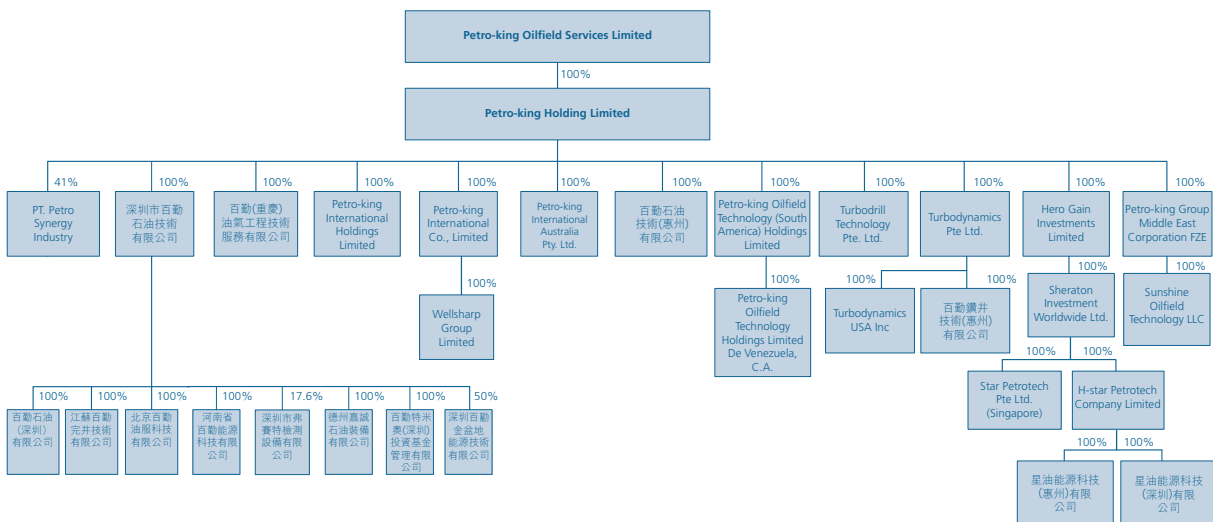 Petro-king Oilfield Services Limited
100%
Petro-king Holding Limited
41%
100%
100%
100%
100%
100%
100%
100%
100%
100%
100%
100%
PT. Petro
Synergy
Industry
深圳市百勤
石油技術
有限公司
百勤(重慶)
油氣工程技術
服務有限公司
Petro-king
International
Holdings
Limited
Petro-king
International
Co., Limited
Petro-king
International
Australia
Pty. Ltd.
百勤石油
技術(惠州)
有限公司
Petro-king Oilfield
Technology (South
America) Holdings
Limited
Turbodrill
Technology
Pte. Ltd.
Turbodynamics
Pte Ltd.
Hero Gain
Investments
Limited
Petro-king Group
Middle East
Corporation FZE
100%
100%
100%
100%
100%
100%
Wellsharp
Group
Limited
Petro-king
Oilfield
Technology
Holdings Limited
De Venezuela,
C.A.
Turbodynamics
USA Inc
百勤鑽井
技術(惠州)
有限公司
Sheraton
Investment
Worldwide Ltd.
Sunshine
Oilfield
Technology LLC
100%
100%
Star Petrotech
Pte Ltd.
(Singapore)
H-star Petrotech
Company Limited
100%
100%
100%
100%
17.6%
100%
100%
50%
百勤石油
(深圳)
有限公司
江蘇百勤
完井技術
有限公司
北京百勤
油服科技
有限公司
河南省
百勤能源
科技有限
公司
深圳市弗
賽特檢測
設備有限
公司
德州嘉誠
石油裝備
有限公司
百勤特米
奧(深圳)
投資基金
管理有限
公司
深圳百勤
金盆地
能源技術
有限公司
100%
100%
星油能源科技
(惠州)有限
公司
星油能源科技
(深圳)有限
公司